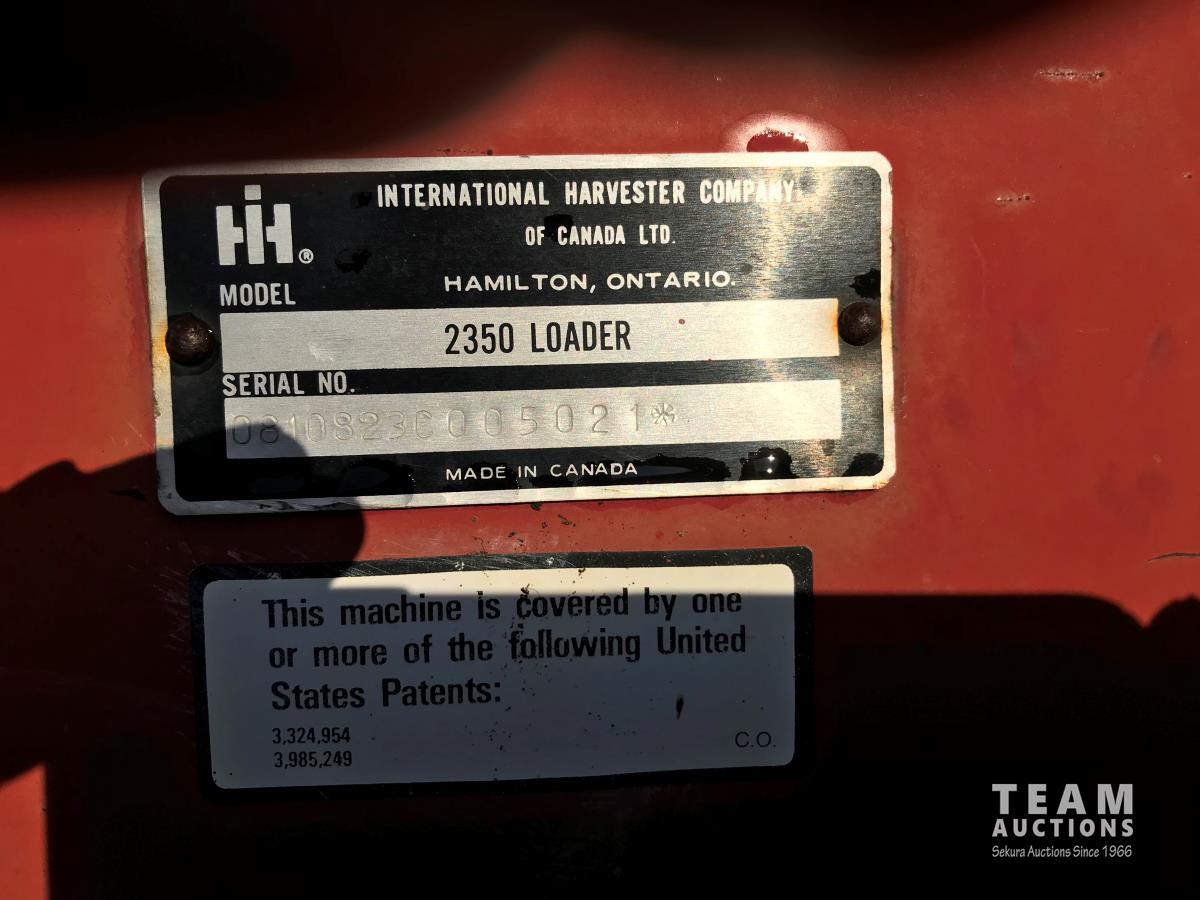 IH®
INTERNATIONAL HARVESTER COMPANY
OF CANADA LTD.
HAMILTON, ONTARIO.
MODEL
2350 LOADER
SERIAL NO.
0810823C005021*
MADE IN CANADA
This machine is covered by one
or more of the following United
States Patents:
3,324,954
3,985,249
C.O.
TEAM
AUCTIONS
Sekura Auctions Since 1966